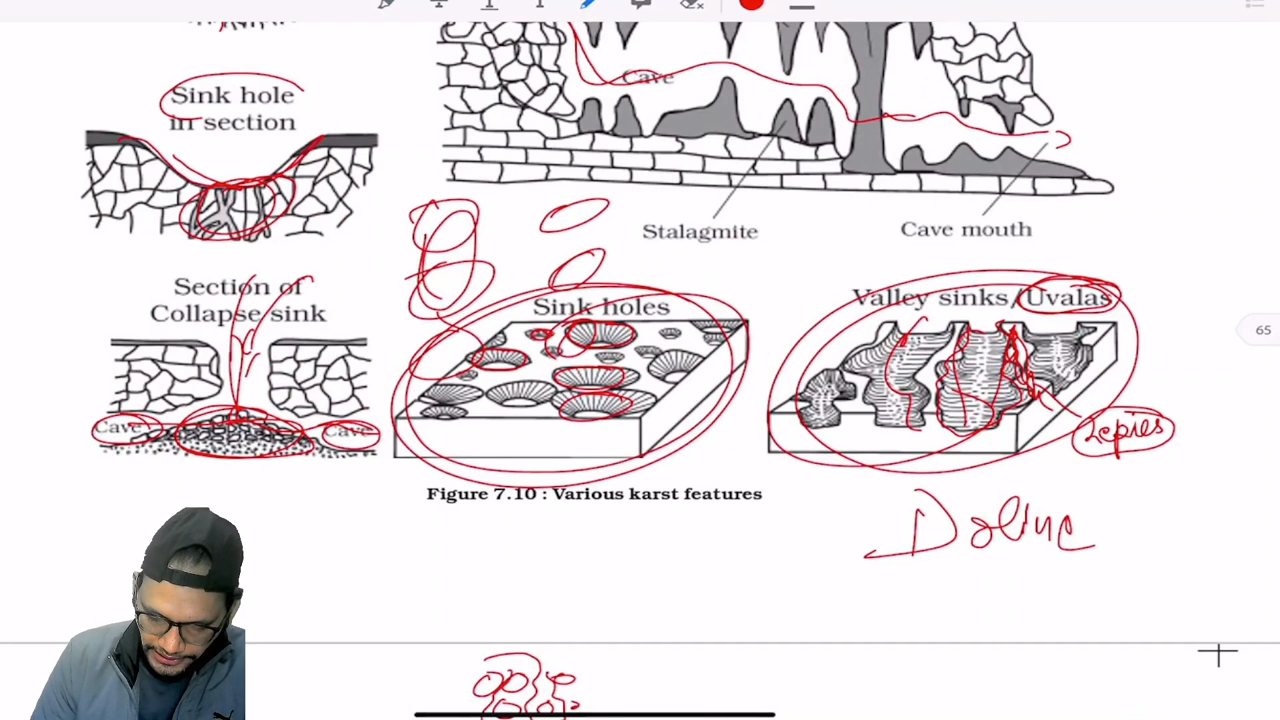 Cave
Sink hole
in section
Stalagmite
Cave mouth
Section of
Collapse sink
Sink holes
Valley sinks/Uvalas
65
Cave
Cave
Lepies
Figure 7.10 : Various karst features
Doline